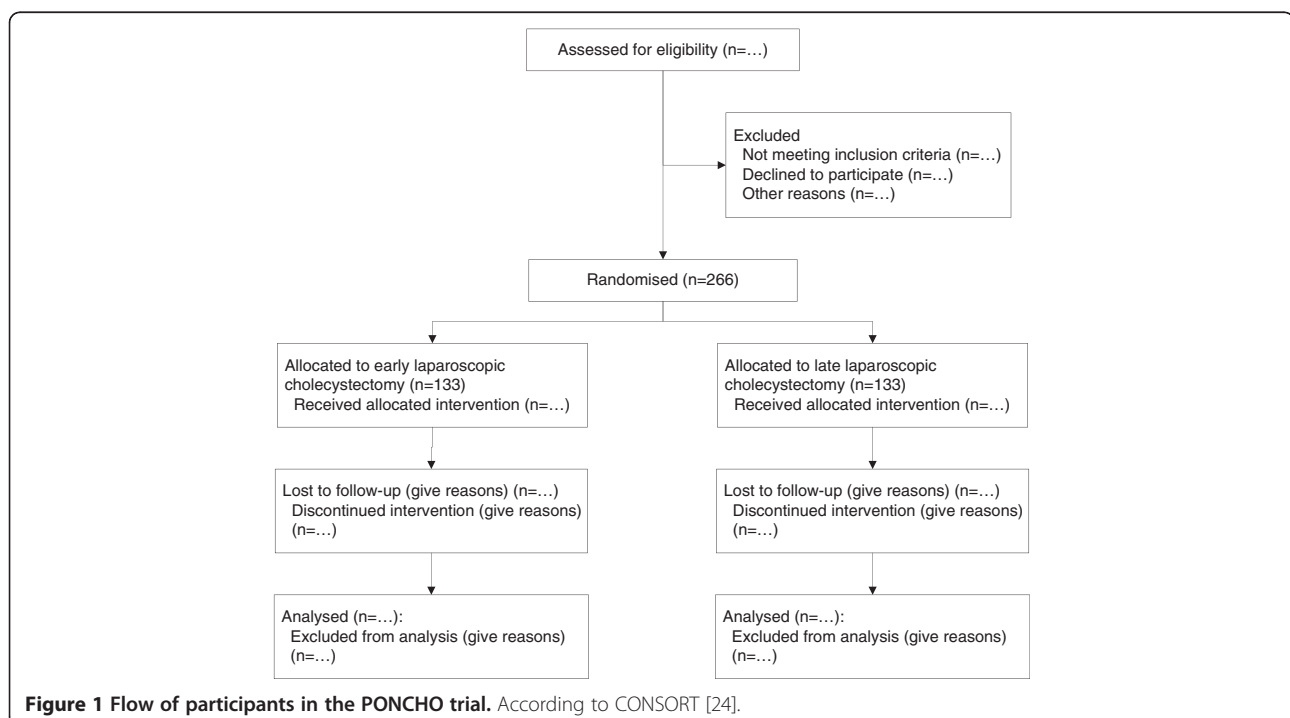 Assessed for eligibility (n=…)
Excluded
Not meeting inclusion criteria (n=…)
Declined to participate (n=…)
Other reasons (n=…)
Randomised (n=266)
Allocated to early laparoscopic
cholecystectomy (n=133)
Received allocated intervention (n=…)
Allocated to late laparoscopic
cholecystectomy (n=133)
Received allocated intervention (n=…)
Lost to follow-up (give reasons) (n=…)
Discontinued intervention (give reasons)
(n=…)
Lost to follow-up (give reasons) (n=…)
Discontinued intervention (give reasons)
(n=…)
Analysed (n=…):
Excluded from analysis (give reasons)
(n=…)
Analysed (n=…):
Excluded from analysis (give reasons)
(n=…)
Figure 1 Flow of participants in the PONCHO trial. According to CONSORT [24].